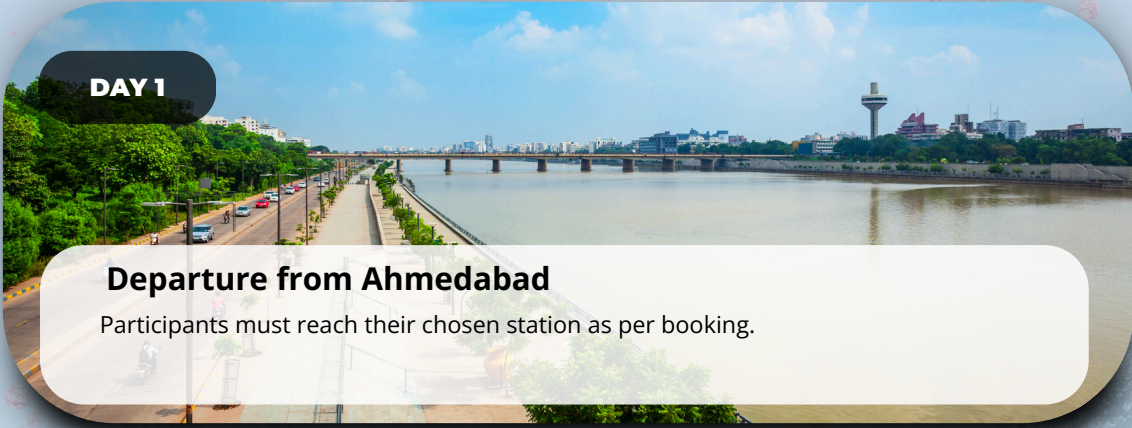 DAY 1
Departure from Ahmedabad
Participants must reach their chosen station as per booking.